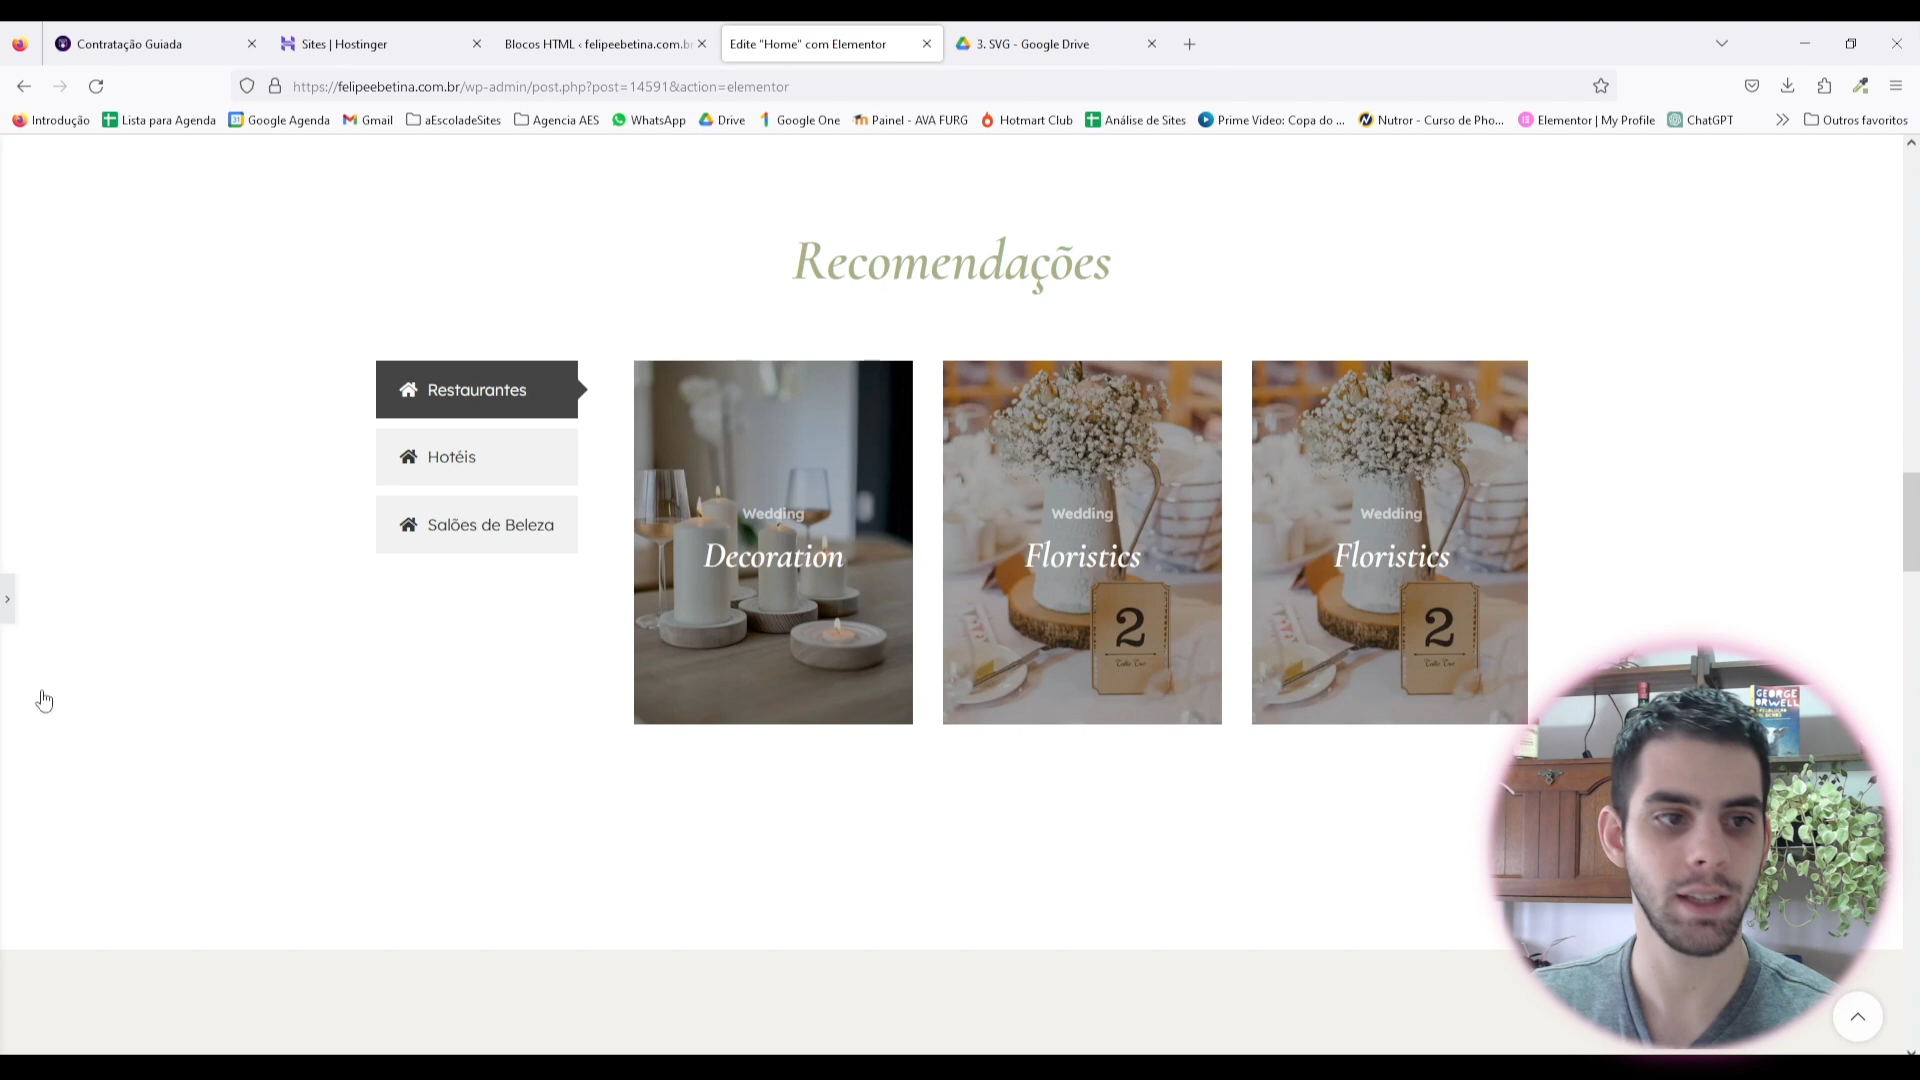 Contratação Guiada
Sites | Hostinger
Blocos HTML ‹ felipeebetina.com.br
Edite "Home" com Elementor
3. SVG - Google Drive
https://felipeebetina.com.br/wp-admin/post.php?post=14591&action=elementor
Introdução
Lista para Agenda
Google Agenda
Gmail
aEscoladeSites
Agencia AES
WhatsApp
Drive
Google One
Painel - AVA FURG
Hotmart Club
Análise de Sites
Prime Video: Copa do ...
Nutror - Curso de Pho...
Elementor | My Profile
ChatGPT
Outros favoritos
Recomendações
Restaurantes
Hotéis
Salões de Beleza
Wedding
Decoration
Wedding
Floristics
2
Wedding
Floristics
2
GEORGE
ORWELL